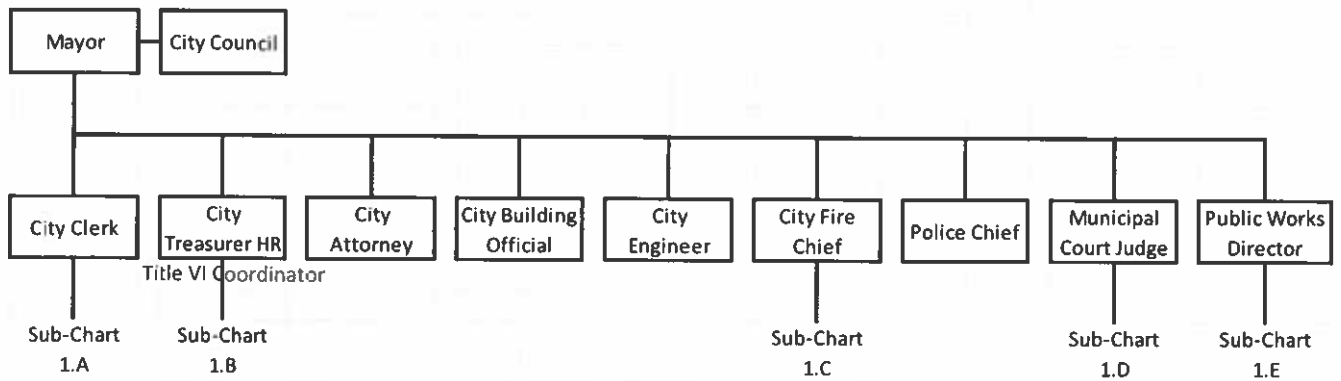 Mayor
City Council
City Clerk
City
Treasurer HR
Title VI Coordinator
City
Attorney
City Building
Official
City
Engineer
City Fire
Chief
Police Chief
Municipal
Court Judge
Public Works
Director
Sub-Chart
1.A
Sub-Chart
1.B
Sub-Chart
1.C
Sub-Chart
1.D
Sub-Chart
1.E